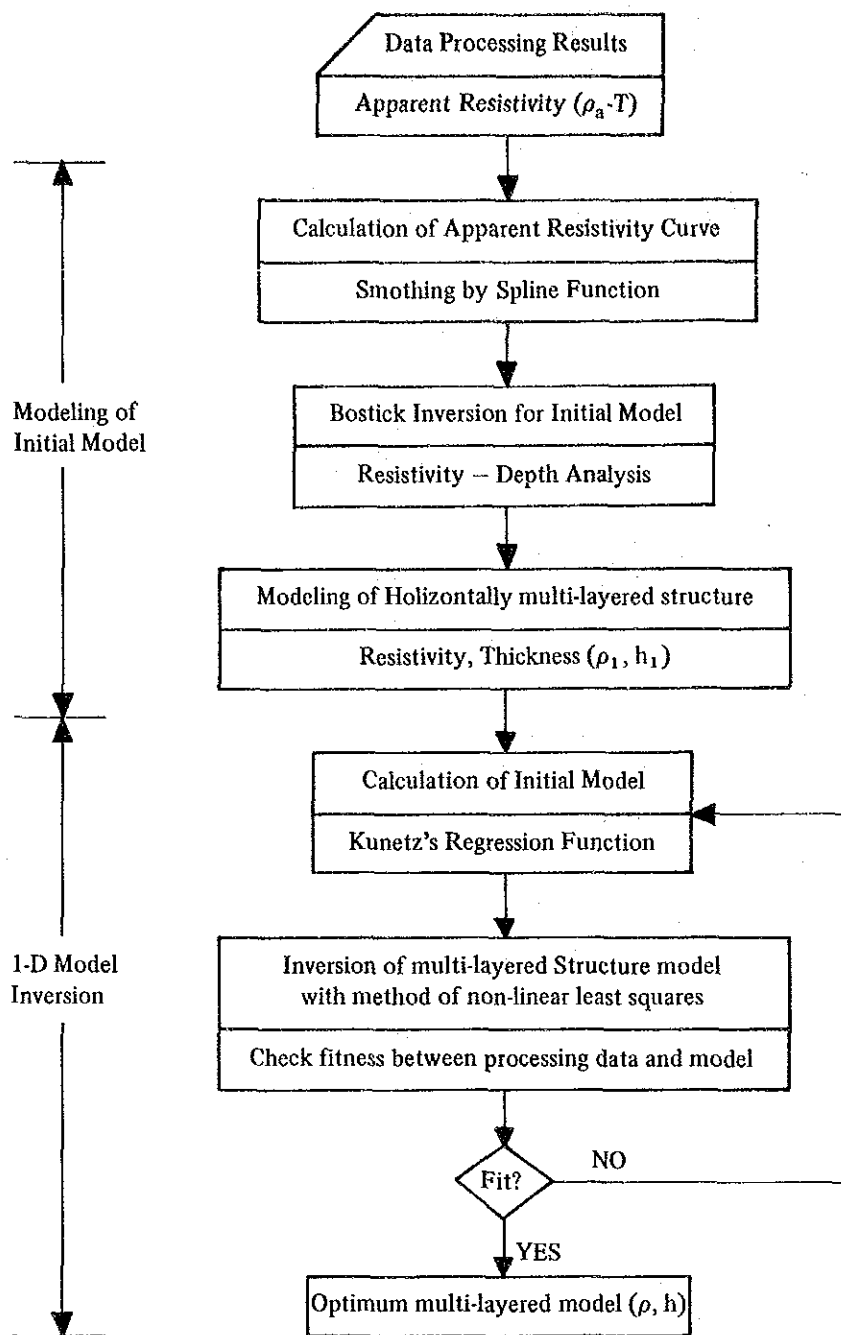 Data Processing Results
Apparent Resistivity (ρa-T)
Calculation of Apparent Resistivity Curve
Smothing by Spline Function
Modeling of
Initial Model
Bostick Inversion for Initial Model
Resistivity – Depth Analysis
Modeling of Holizontally multi-layered structure
Resistivity, Thickness (ρ1, h1)
Calculation of Initial Model
Kunetz's Regression Function
1-D Model
Inversion
Inversion of multi-layered Structure model
with method of non-linear least squares
Check fitness between processing data and model
Fit?
NO
YES
Optimum multi-layered model (ρ, h)